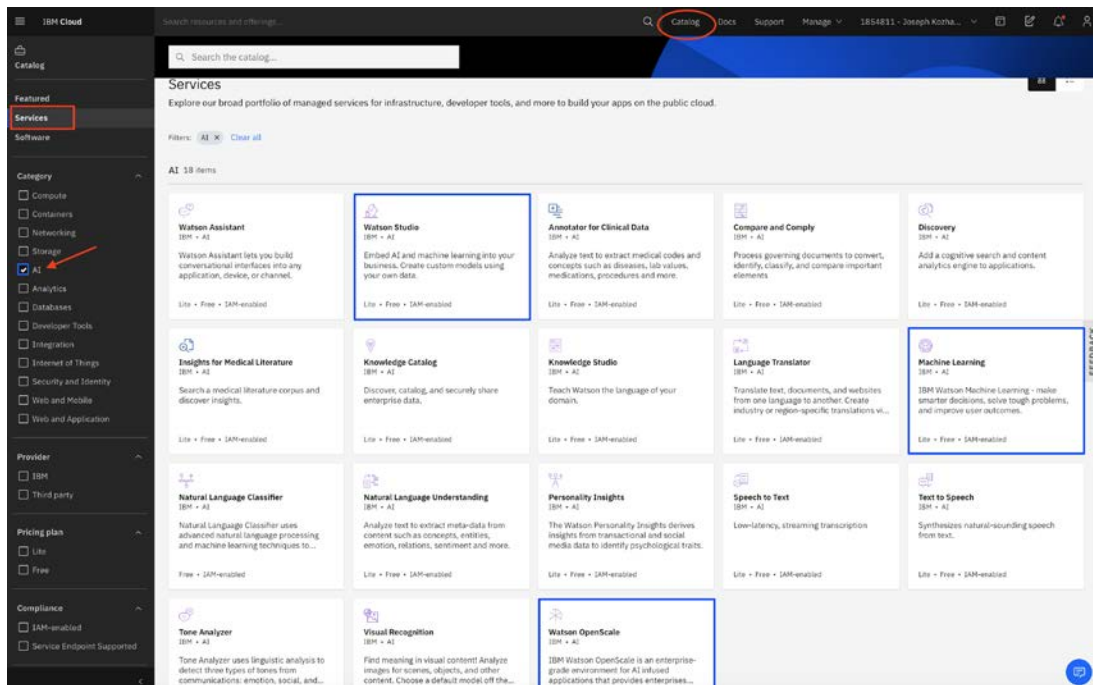 IBM Cloud
Search resources and offerings...
Catalog
Docs
Support
Manage
1854811 - Joseph Kozha...
Catalog
Search the catalog...
Featured
Services
Software
Services
Explore our broad portfolio of managed services for infrastructure, developer tools, and more to build your apps on the public cloud.
Filters: AI × Clear all
AI 18 items
Category
Compute
Containers
Networking
Storage
AI
Analytics
Databases
Developer Tools
Integration
Internet of Things
Security and Identity
Web and Mobile
Web and Application
Provider
IBM
Third party
Pricing plan
Lite
Free
Compliance
IAM-enabled
Service Endpoint Supported
Watson Assistant
IBM • AI
Watson Assistant lets you build
conversational interfaces into any
application, device, or channel.
Lite • Free • IAM-enabled
Watson Studio
IBM • AI
Embed AI and machine learning into your
business. Create custom models using
your own data.
Lite • Free • IAM-enabled
Annotator for Clinical Data
IBM • AI
Analyze text to extract medical codes and
concepts such as diseases, lab values,
medications, procedures and more.
Lite • Free • IAM-enabled
Compare and Comply
IBM • AI
Process governing documents to convert,
identify, classify, and compare important
elements
Lite • Free • IAM-enabled
Discovery
IBM • AI
Add a cognitive search and content
analytics engine to applications.
Lite • Free • IAM-enabled
Insights for Medical Literature
IBM • AI
Search a medical literature corpus and
discover insights.
Lite • Free • IAM-enabled
Knowledge Catalog
IBM • AI
Discover, catalog, and securely share
enterprise data.
Lite • Free • IAM-enabled
Knowledge Studio
IBM • AI
Teach Watson the language of your
domain.
Lite • Free • IAM-enabled
Language Translator
IBM • AI
Translate text, documents, and websites
from one language to another. Create
industry or region-specific translations vi...
Lite • Free • IAM-enabled
Machine Learning
IBM • AI
IBM Watson Machine Learning - make
smarter decisions, solve tough problems,
and improve user outcomes.
Lite • Free • IAM-enabled
Natural Language Classifier
IBM • AI
Natural Language Classifier uses
advanced natural language processing
and machine learning techniques to...
Free • IAM-enabled
Natural Language Understanding
IBM • AI
Analyze text to extract meta-data from
content such as concepts, entities,
emotion, relations, sentiment and more.
Lite • Free • IAM-enabled
Personality Insights
IBM • AI
The Watson Personality Insights derives
insights from transactional and social
media data to identify psychological traits.
Lite • Free • IAM-enabled
Speech to Text
IBM • AI
Low-latency, streaming transcription
Lite • Free • IAM-enabled
Text to Speech
IBM • AI
Synthesizes natural-sounding speech
from text.
Lite • Free • IAM-enabled
Tone Analyzer
IBM • AI
Tone Analyzer uses linguistic analysis to
detect three types of tones from
communications: emotion, social, and...
Visual Recognition
IBM • AI
Find meaning in visual content! Analyze
images for scenes, objects, and other
content. Choose a default model off the...
Watson OpenScale
IBM • AI
IBM Watson OpenScale is an enterprise-
grade environment for AI infused
applications that provides enterprises...
FEEDBACK